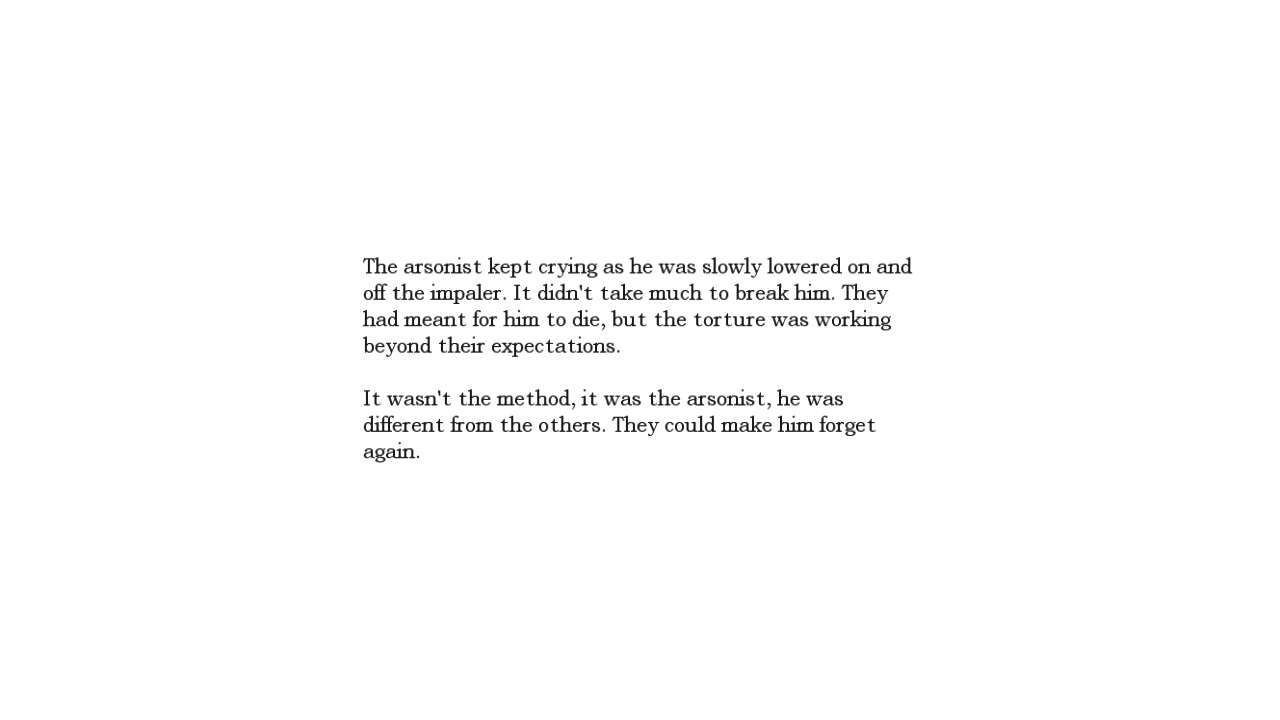 The arsonist kept crying as he was slowly lowered on and
off the impaler. It didn't take much to break him. They
had meant for him to die, but the torture was working
beyond their expectations.
It wasn't the method, it was the arsonist, he was
different from the others. They could make him forget
again.